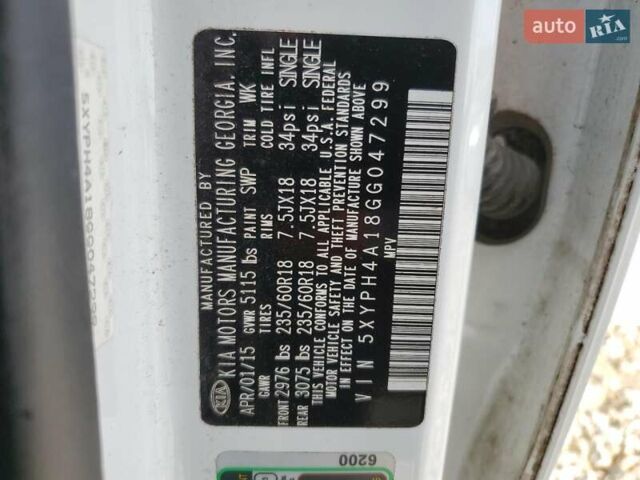 auto RIA
.com
MANUFACTURED BY
KIA KIA MOTORS MANUFACTURING GEORGIA, INC.
APR/01/15 GVWR 5115 lbs PAINT SWP TRIM WK
GAWR TIRES RIMS COLD TIRE INFL
FRONT 2976 lbs 235/60R18 7.5JX18 34psi SINGLE
REAR 3075 lbs 235/60R18 7.5JX18 34psi SINGLE
THIS VEHICLE CONFORMS TO ALL APPLICABLE U.S.A. FEDERAL
MOTOR VEHICLE SAFETY AND THEFT PREVENTION STANDARDS
IN EFFECT ON THE DATE OF MANUFACTURE SHOWN ABOVE
VIN 5XYPH4A18GG047299
MPV
5XYPH4A18GG047299
6200